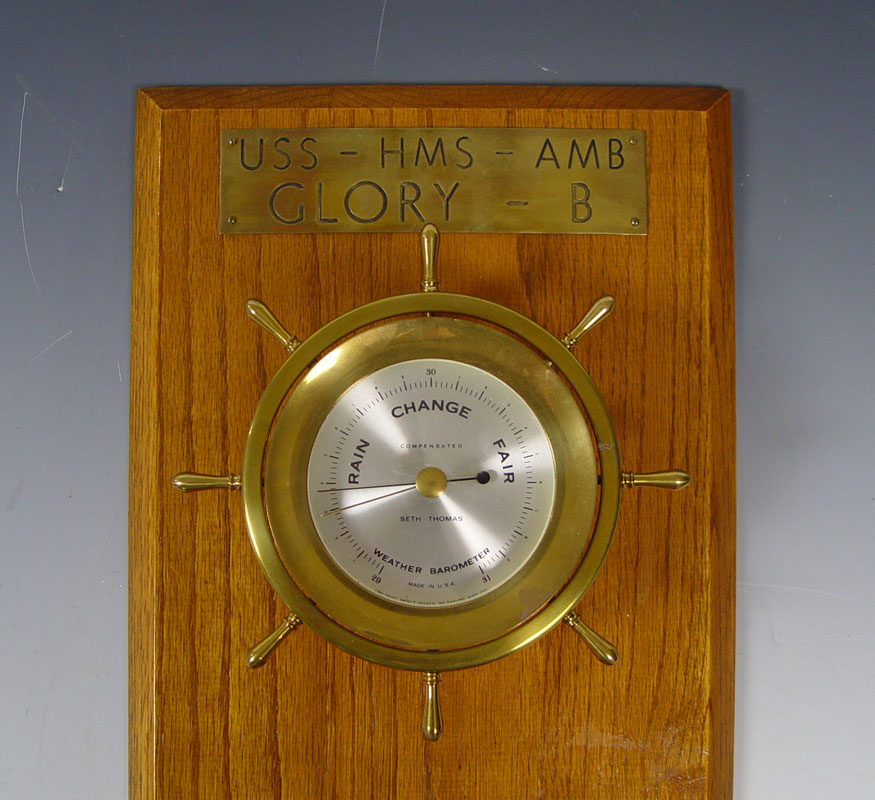 USS - HMS - AMB
GLORY - B
30
CHANGE
COMPENSATED
RAIN
FAIR
SETH THOMAS
WEATHER BAROMETER
29
31
MADE IN U.S.A.